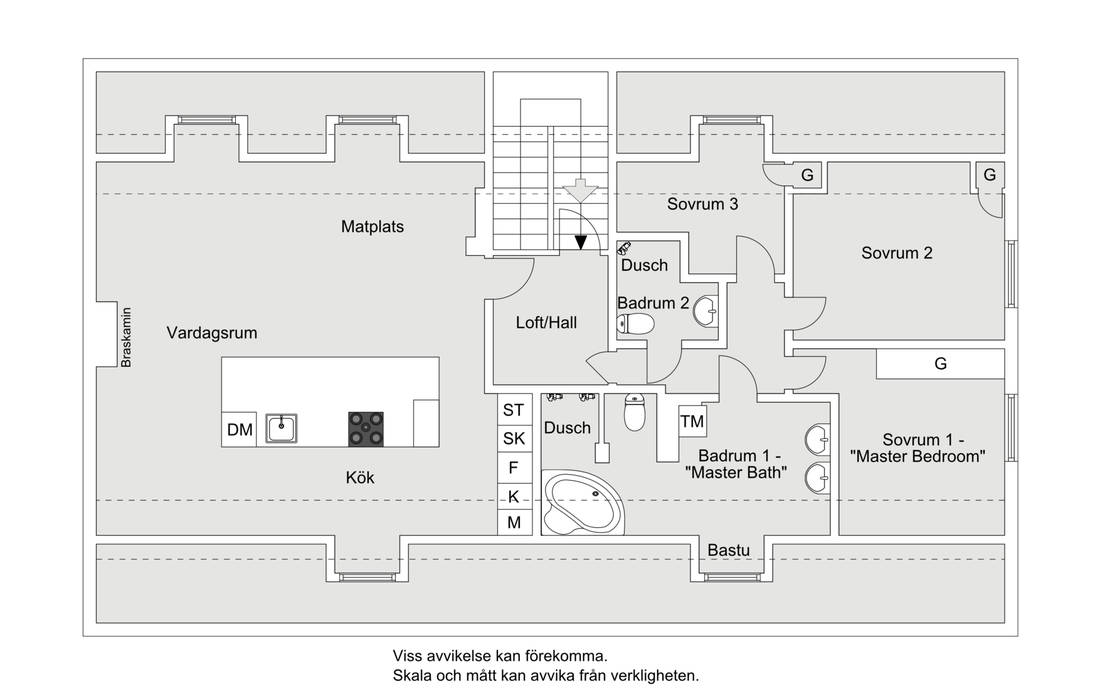 G
G
Sovrum 3
Matplats
Sovrum 2
Dusch
Badrum 2
Loft/Hall
Vardagsrum
Braskamin
G
ST
DM
SK
Dusch
TM
Sovrum 1 -
"Master Bedroom"
Badrum 1 -
"Master Bath"
F
Kök
K
M
Bastu
Viss avvikelse kan förekomma.
Skala och mått kan avvika från verkligheten.